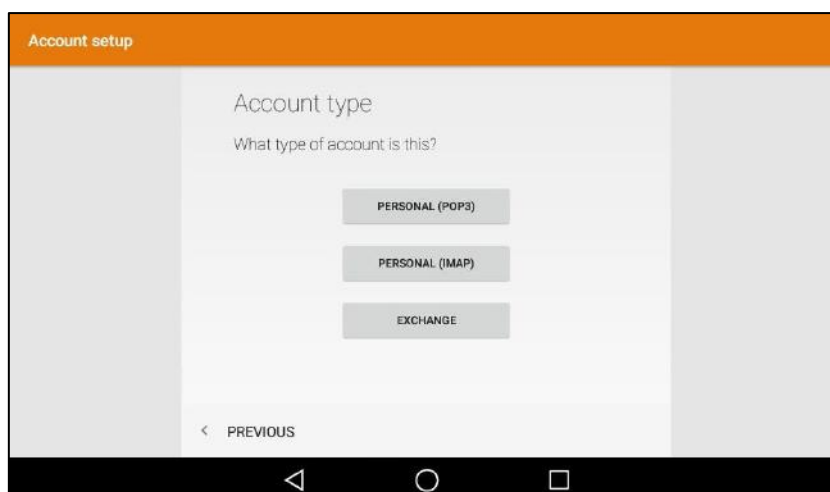 Account setup
Account type
What type of account is this?
PERSONAL (POP3)
PERSONAL (IMAP)
EXCHANGE
PREVIOUS